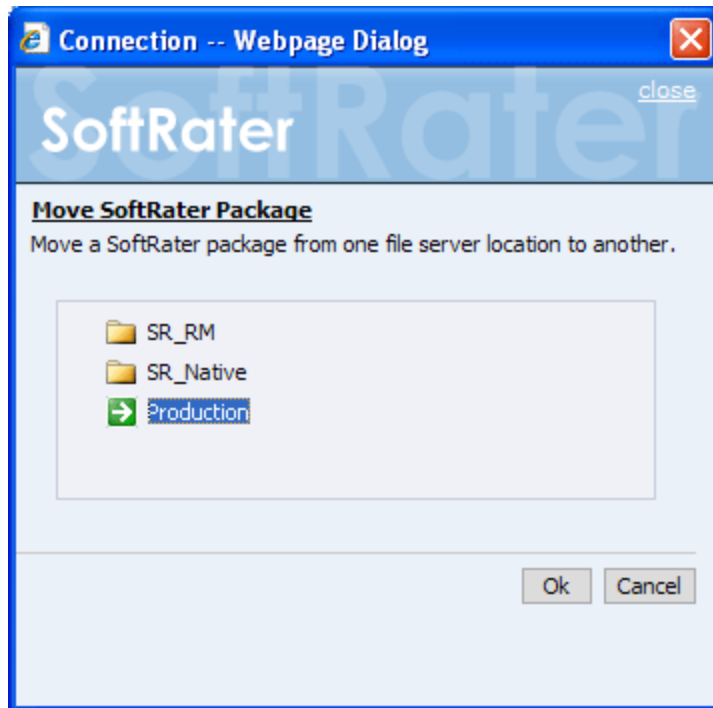 Connection -- Webpage Dialog
SoftRater
close
SoftRater
Move SoftRater Package
Move a SoftRater package from one file server location to another.
SR_RM
SR_Native
Production
Ok Cancel